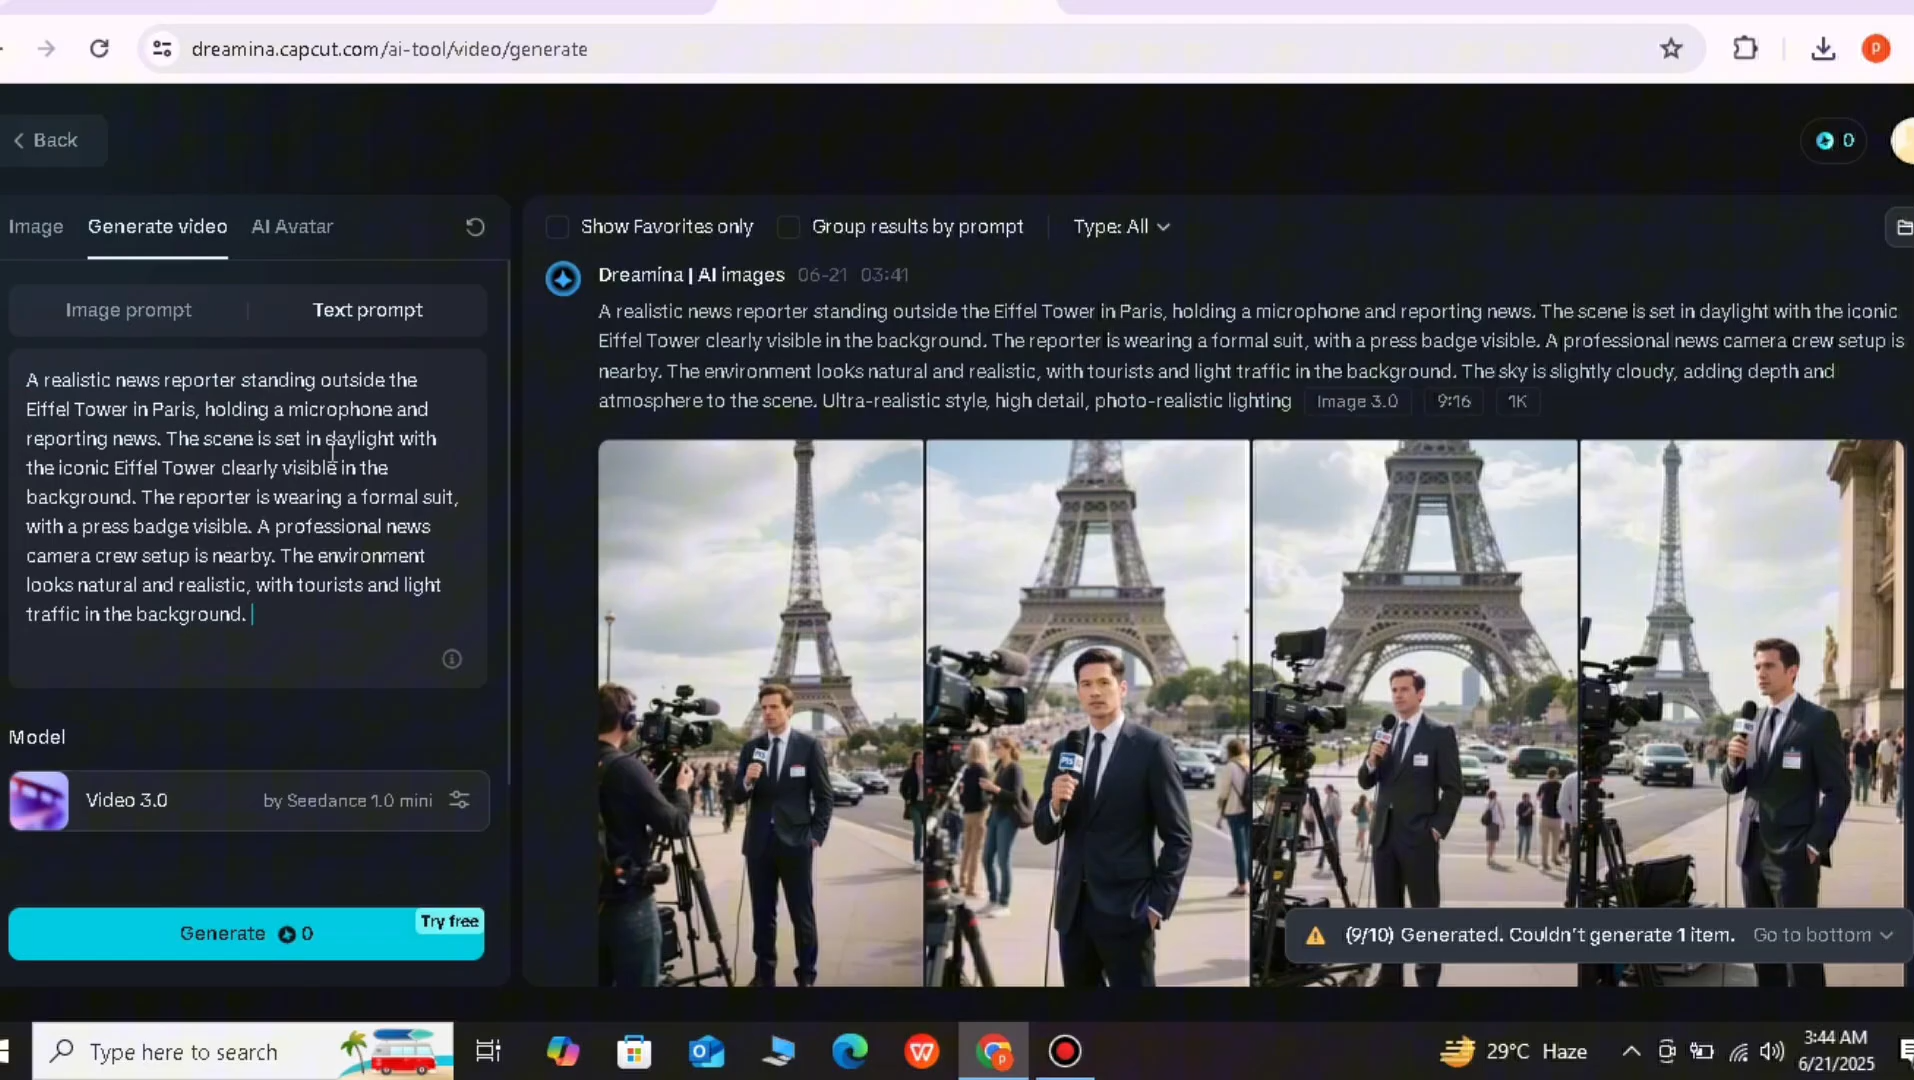 dreamina.capcut.com/ai-tool/video/generate
P
Back
0
Image
Generate video
AI Avatar
Show Favorites only
Group results by prompt
Type: All
Image prompt
Text prompt
A realistic news reporter standing outside the
Eiffel Tower in Paris, holding a microphone and
reporting news. The scene is set in daylight with
the iconic Eiffel Tower clearly visible in the
background. The reporter is wearing a formal suit,
with a press badge visible. A professional news
camera crew setup is nearby. The environment
looks natural and realistic, with tourists and light
traffic in the background.
Model
Video 3.0
by Seedance 1.0 mini
Try free
Generate 0
Dreamina | AI images 06-21 03:41
A realistic news reporter standing outside the Eiffel Tower in Paris, holding a microphone and reporting news. The scene is set in daylight with the iconic
Eiffel Tower clearly visible in the background. The reporter is wearing a formal suit, with a press badge visible. A professional news camera crew setup is
nearby. The environment looks natural and realistic, with tourists and light traffic in the background. The sky is slightly cloudy, adding depth and
atmosphere to the scene. Ultra-realistic style, high detail, photo-realistic lighting Image 3.0 9:16 1K
(9/10) Generated. Couldn't generate 1 item. Go to bottom
Type here to search
29°C Haze
3:44 AM
6/21/2025